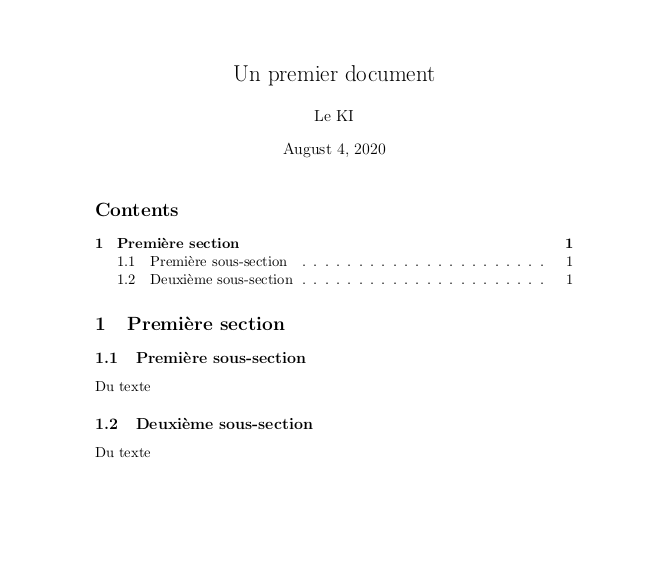 Un premier document
Le KI
August 4, 2020
Contents
1 Première section 1
1.1 Première sous-section . . . . . . . . . . . . . . . . . . . . . . 1
1.2 Deuxième sous-section . . . . . . . . . . . . . . . . . . . . . . 1
1 Première section
1.1 Première sous-section
Du texte
1.2 Deuxième sous-section
Du texte